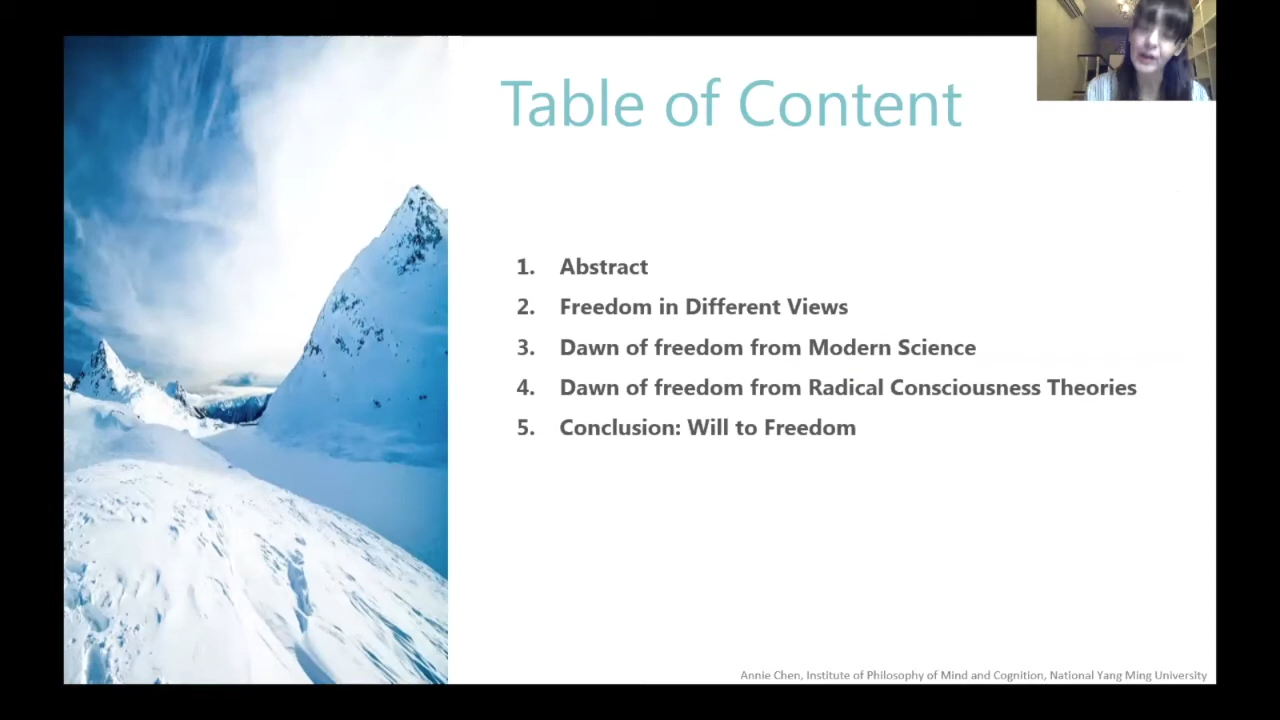 Table of Content
1. Abstract
2. Freedom in Different Views
3. Dawn of freedom from Modern Science
4. Dawn of freedom from Radical Consciousness Theories
5. Conclusion: Will to Freedom
Annie Chen, Institute of Philosophy of Mind and Cognition, National Yang Ming University